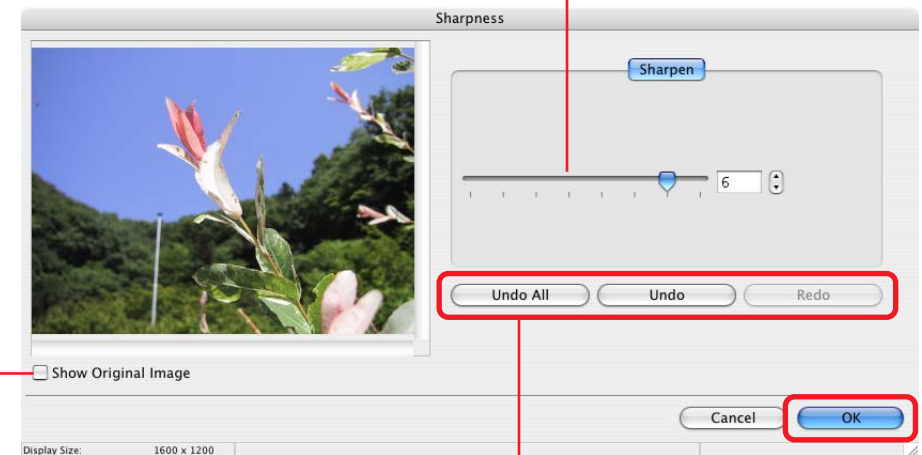 Sharpness
Sharpen
6
Undo All Undo Redo
Show Original Image
Cancel OK
Display Size: 1600 x 1200